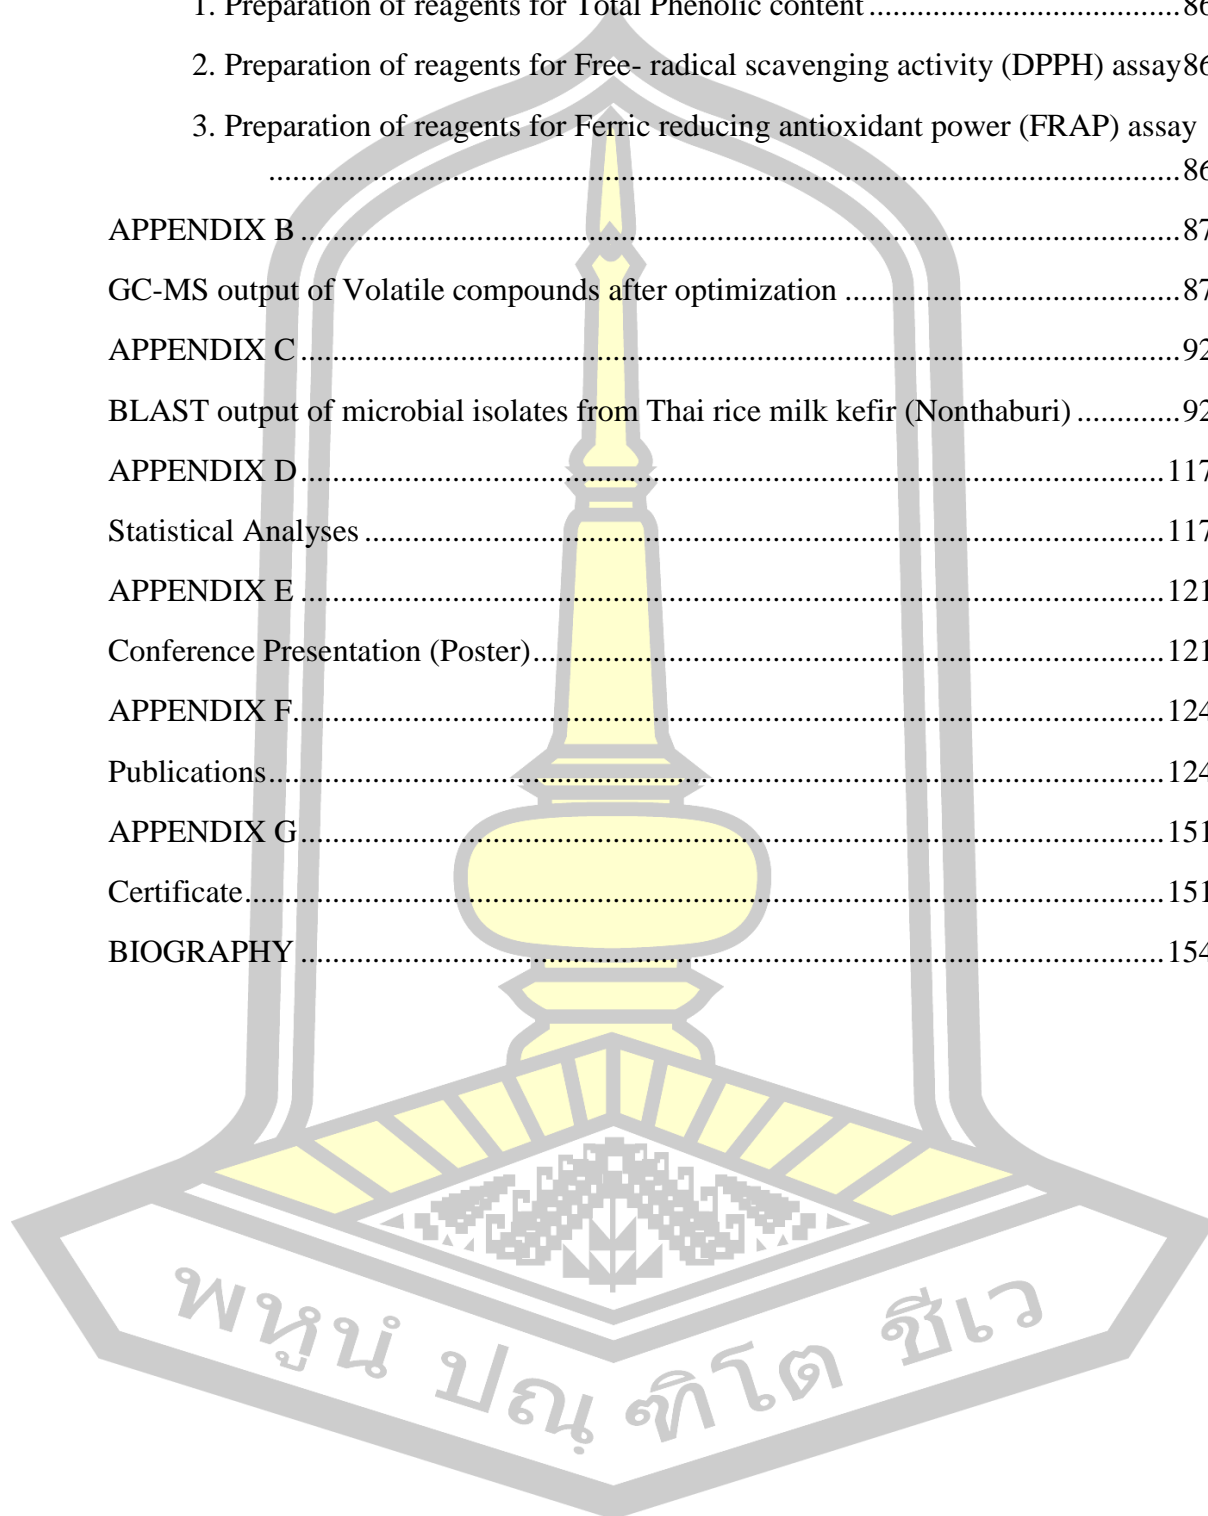 1. Preparation of reagents for Total Phenolic content ........................................ 86
2. Preparation of reagents for Free- radical scavenging activity (DPPH) assay86
3. Preparation of reagents for Ferric reducing antioxidant power (FRAP) assay
........................................ 86
APPENDIX B ........................................ 87
GC-MS output of Volatile compounds after optimization ........................................ 87
APPENDIX C ........................................ 92
BLAST output of microbial isolates from Thai rice milk kefir (Nonthaburi) ............ 92
APPENDIX D ........................................ 117
Statistical Analyses ........................................ 117
APPENDIX E ........................................ 121
Conference Presentation (Poster) ........................................ 121
APPENDIX F ........................................ 124
Publications ........................................ 124
APPENDIX G ........................................ 151
Certificate ........................................ 151
BIOGRAPHY ........................................ 154
พหูนํ ปณฺฑิโต ชีเว